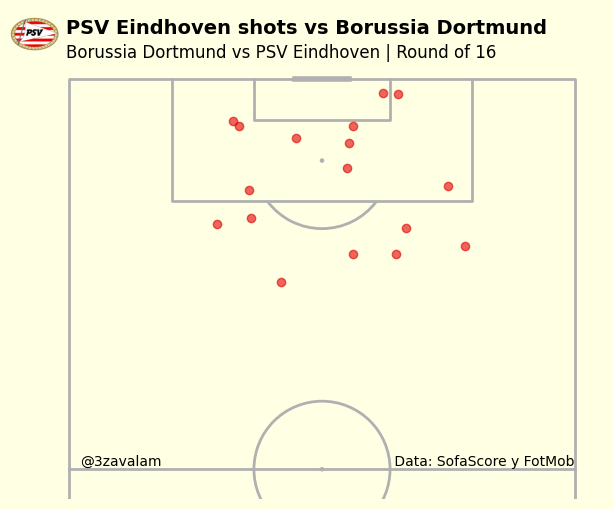 PSV Eindhoven shots vs Borussia Dortmund
Borussia Dortmund vs PSV Eindhoven | Round of 16
PSV
@3zavalam
Data: SofaScore y FotMob